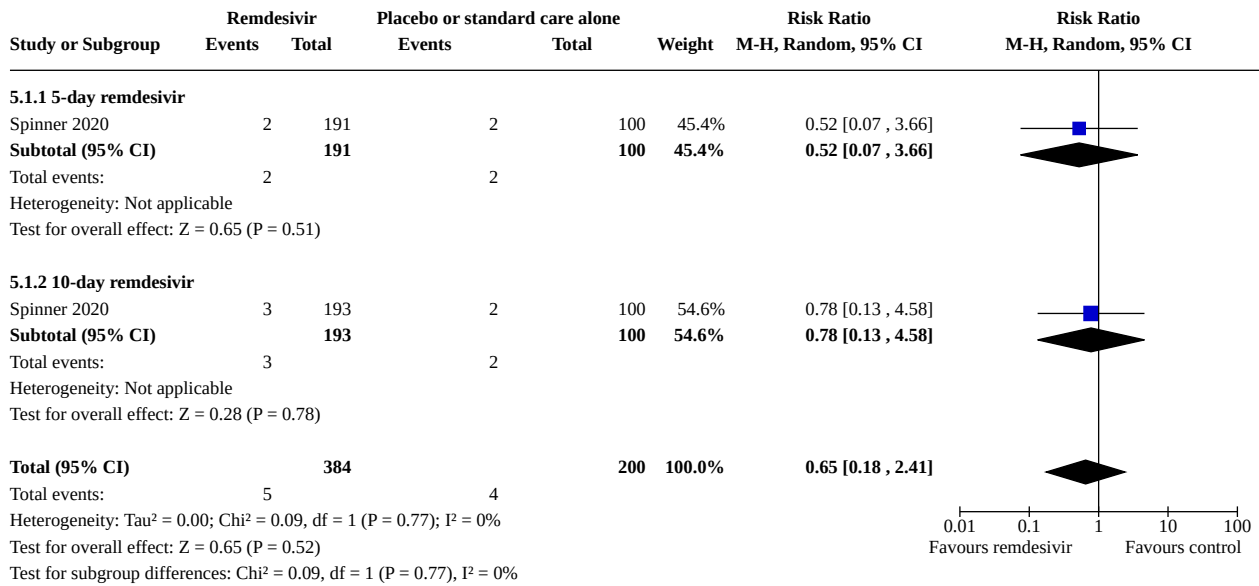 Remdesivir Placebo or standard care alone Risk Ratio Risk Ratio
Study or Subgroup Events Total Events Total Weight M-H, Random, 95% CI M-H, Random, 95% CI
5.1.1 5-day remdesivir
Spinner 2020 2 191 2 100 45.4% 0.52 [0.07 , 3.66]
Subtotal (95% CI) 191 100 45.4% 0.52 [0.07 , 3.66]
Total events: 2 2
Heterogeneity: Not applicable
Test for overall effect: Z = 0.65 (P = 0.51)
5.1.2 10-day remdesivir
Spinner 2020 3 193 2 100 54.6% 0.78 [0.13 , 4.58]
Subtotal (95% CI) 193 100 54.6% 0.78 [0.13 , 4.58]
Total events: 3 2
Heterogeneity: Not applicable
Test for overall effect: Z = 0.28 (P = 0.78)
Total (95% CI) 384 200 100.0% 0.65 [0.18 , 2.41]
Total events: 5 4
Heterogeneity: Tau² = 0.00; Chi² = 0.09, df = 1 (P = 0.77); I² = 0%
0.01 0.1 1 10 100
Test for overall effect: Z = 0.65 (P = 0.52)
Favours remdesivir Favours control
Test for subgroup differences: Chi² = 0.09, df = 1 (P = 0.77), I² = 0%